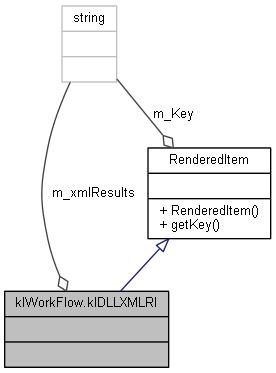 string
m_Key
RenderedItem
m_xmlResults
+ RenderedItem()
+ getKey()
klWorkFlow.klDLLXMLRI